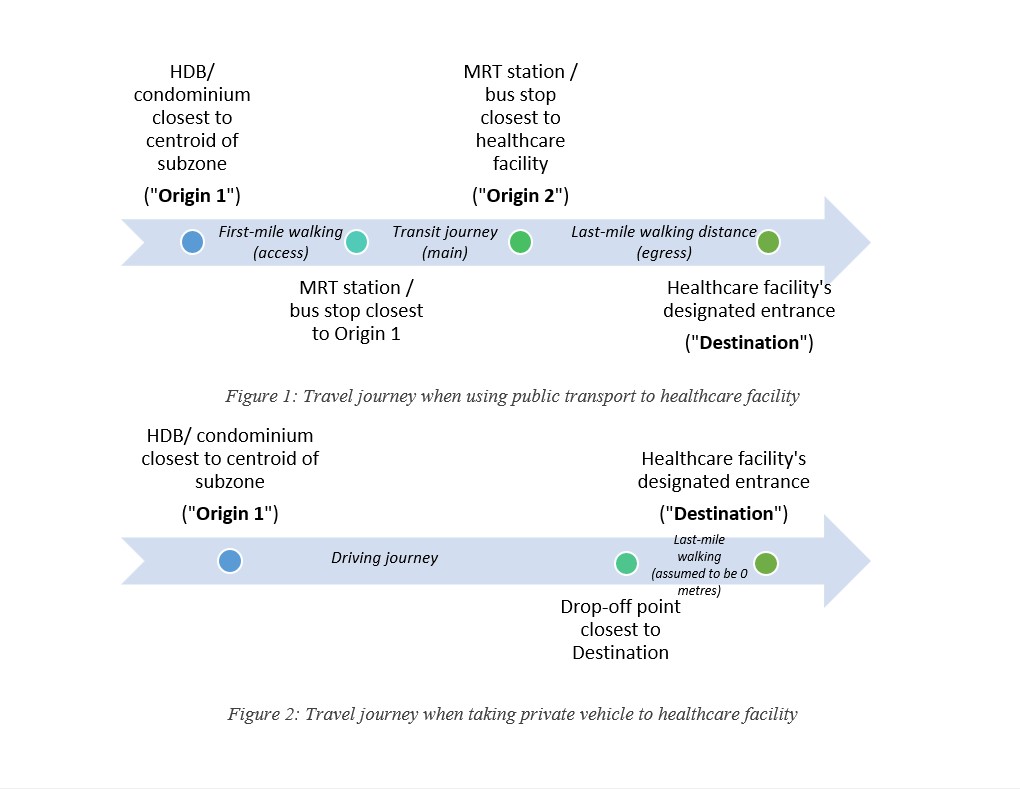 HDB/
condominium
closest to
centroid of
subzone
("Origin 1")
MRT station /
bus stop
closest to
healthcare
facility
("Origin 2")
First-mile walking
(access)
Transit journey
(main)
Last-mile walking distance
(egress)
MRT station /
bus stop closest
to Origin 1
Healthcare facility's
designated entrance
("Destination")
Figure 1: Travel journey when using public transport to healthcare facility
HDB/ condominium
closest to centroid of
subzone
("Origin 1")
Healthcare facility's
designated entrance
("Destination")
Driving journey
Last-mile
walking
(assumed to be 0
metres)
Drop-off point
closest to
Destination
Figure 2: Travel journey when taking private vehicle to healthcare facility